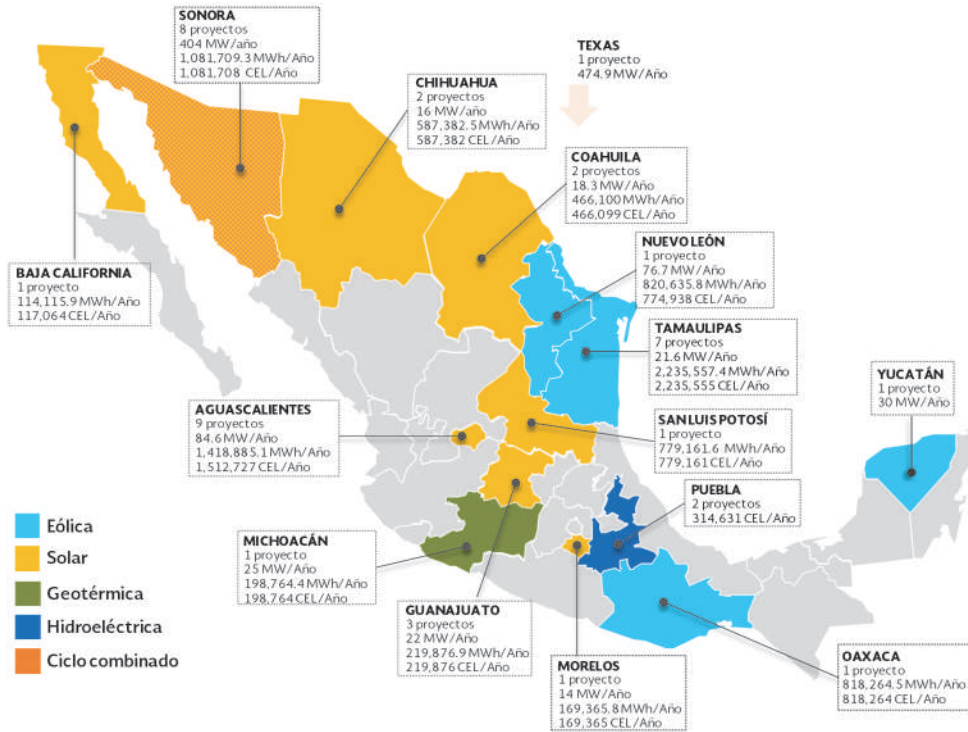 SONORA
8 proyectos
404 MW/año
1,081,709.3 MWh/Año
1,081,708 CEL/Año
TEXAS
1 proyecto
474.9 MW/Año
CHIHUAHUA
2 proyectos
16 MW/año
587,382.5 MWh/Año
587,382 CEL/Año
COAHUILA
2 proyectos
18.3 MW/Año
466,100 MWh/Año
466,099 CEL/Año
NUEVO LEÓN
1 proyecto
76.7 MW/Año
820,635.8 MWh/Año
774,938 CEL/Año
BAJA CALIFORNIA
1 proyecto
114,115.9 MWh/Año
117,064 CEL/Año
TAMAULIPAS
7 proyectos
21.6 MW/Año
2,235,557.4 MWh/Año
2,235,555 CEL/Año
YUCATÁN
1 proyecto
30 MW/Año
AGUASCALIENTES
9 proyectos
84.6 MW/Año
1,418,885.1 MWh/Año
1,512,727 CEL/Año
SAN LUIS POTOSÍ
1 proyecto
779,161.6 MWh/Año
779,161 CEL/Año
PUEBLA
2 proyectos
314,631 CEL/Año
Eólica
Solar
Geotérmica
Hidroeléctrica
Ciclo combinado
MICHOACÁN
1 proyecto
25 MW/Año
198,764.4 MWh/Año
198,764 CEL/Año
GUANAJUATO
3 proyectos
22 MW/Año
219,876.9 MWh/Año
219,876 CEL/Año
MORELOS
1 proyecto
14 MW/Año
169,365.8 MWh/Año
169,365 CEL/Año
OAXACA
1 proyecto
818,264.5 MWh/Año
818,264 CEL/Año